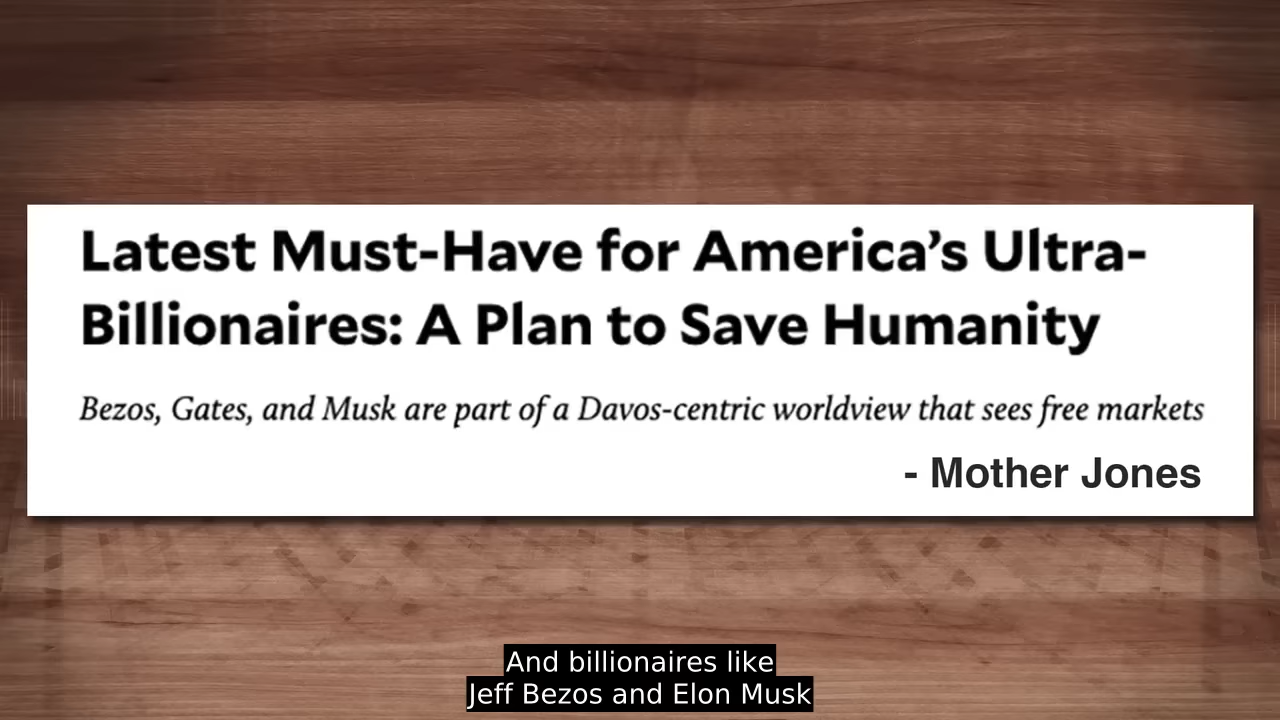 Latest Must-Have for America’s Ultra-
Billionaires: A Plan to Save Humanity
Bezos, Gates, and Musk are part of a Davos-centric worldview that sees free markets
- Mother Jones
And billionaires like
Jeff Bezos and Elon Musk